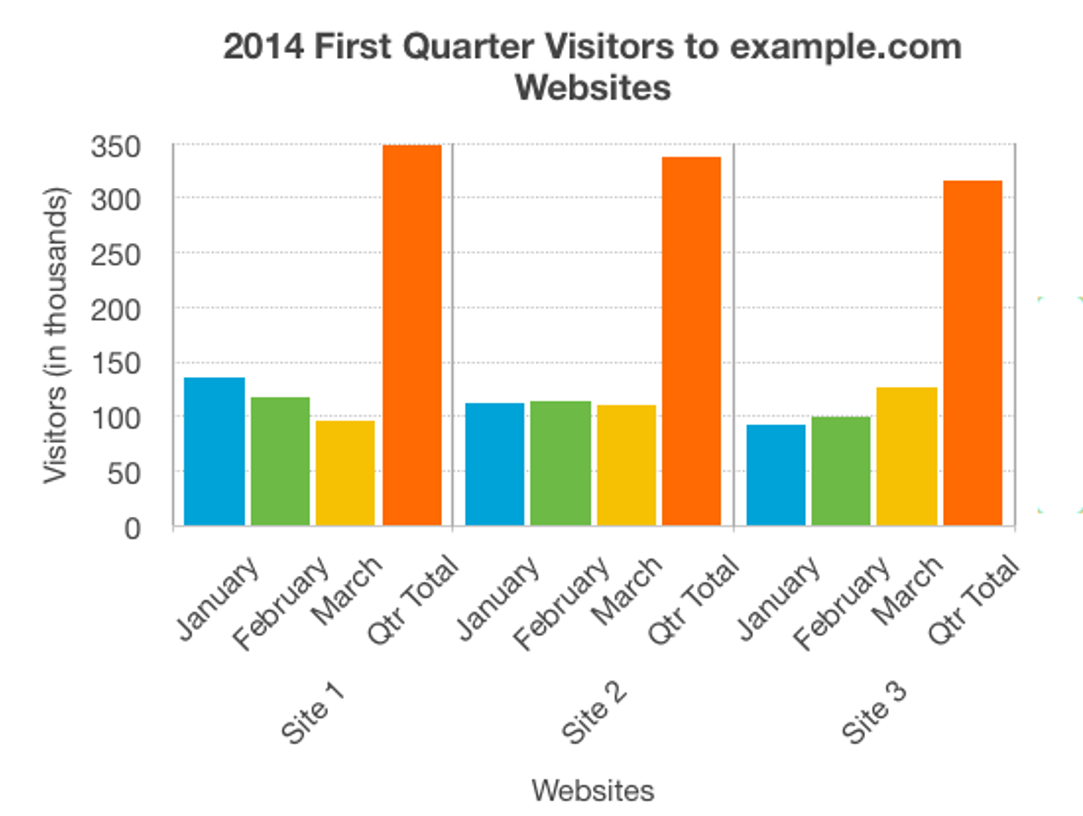 2014 First Quarter Visitors to example.com
Websites
Visitors (in thousands)
350
300
250
200
150
100
50
0
January
February
March
Qtr Total
January
February
March
Qtr Total
January
February
March
Qtr Total
Site 1
Site 2
Site 3
Websites